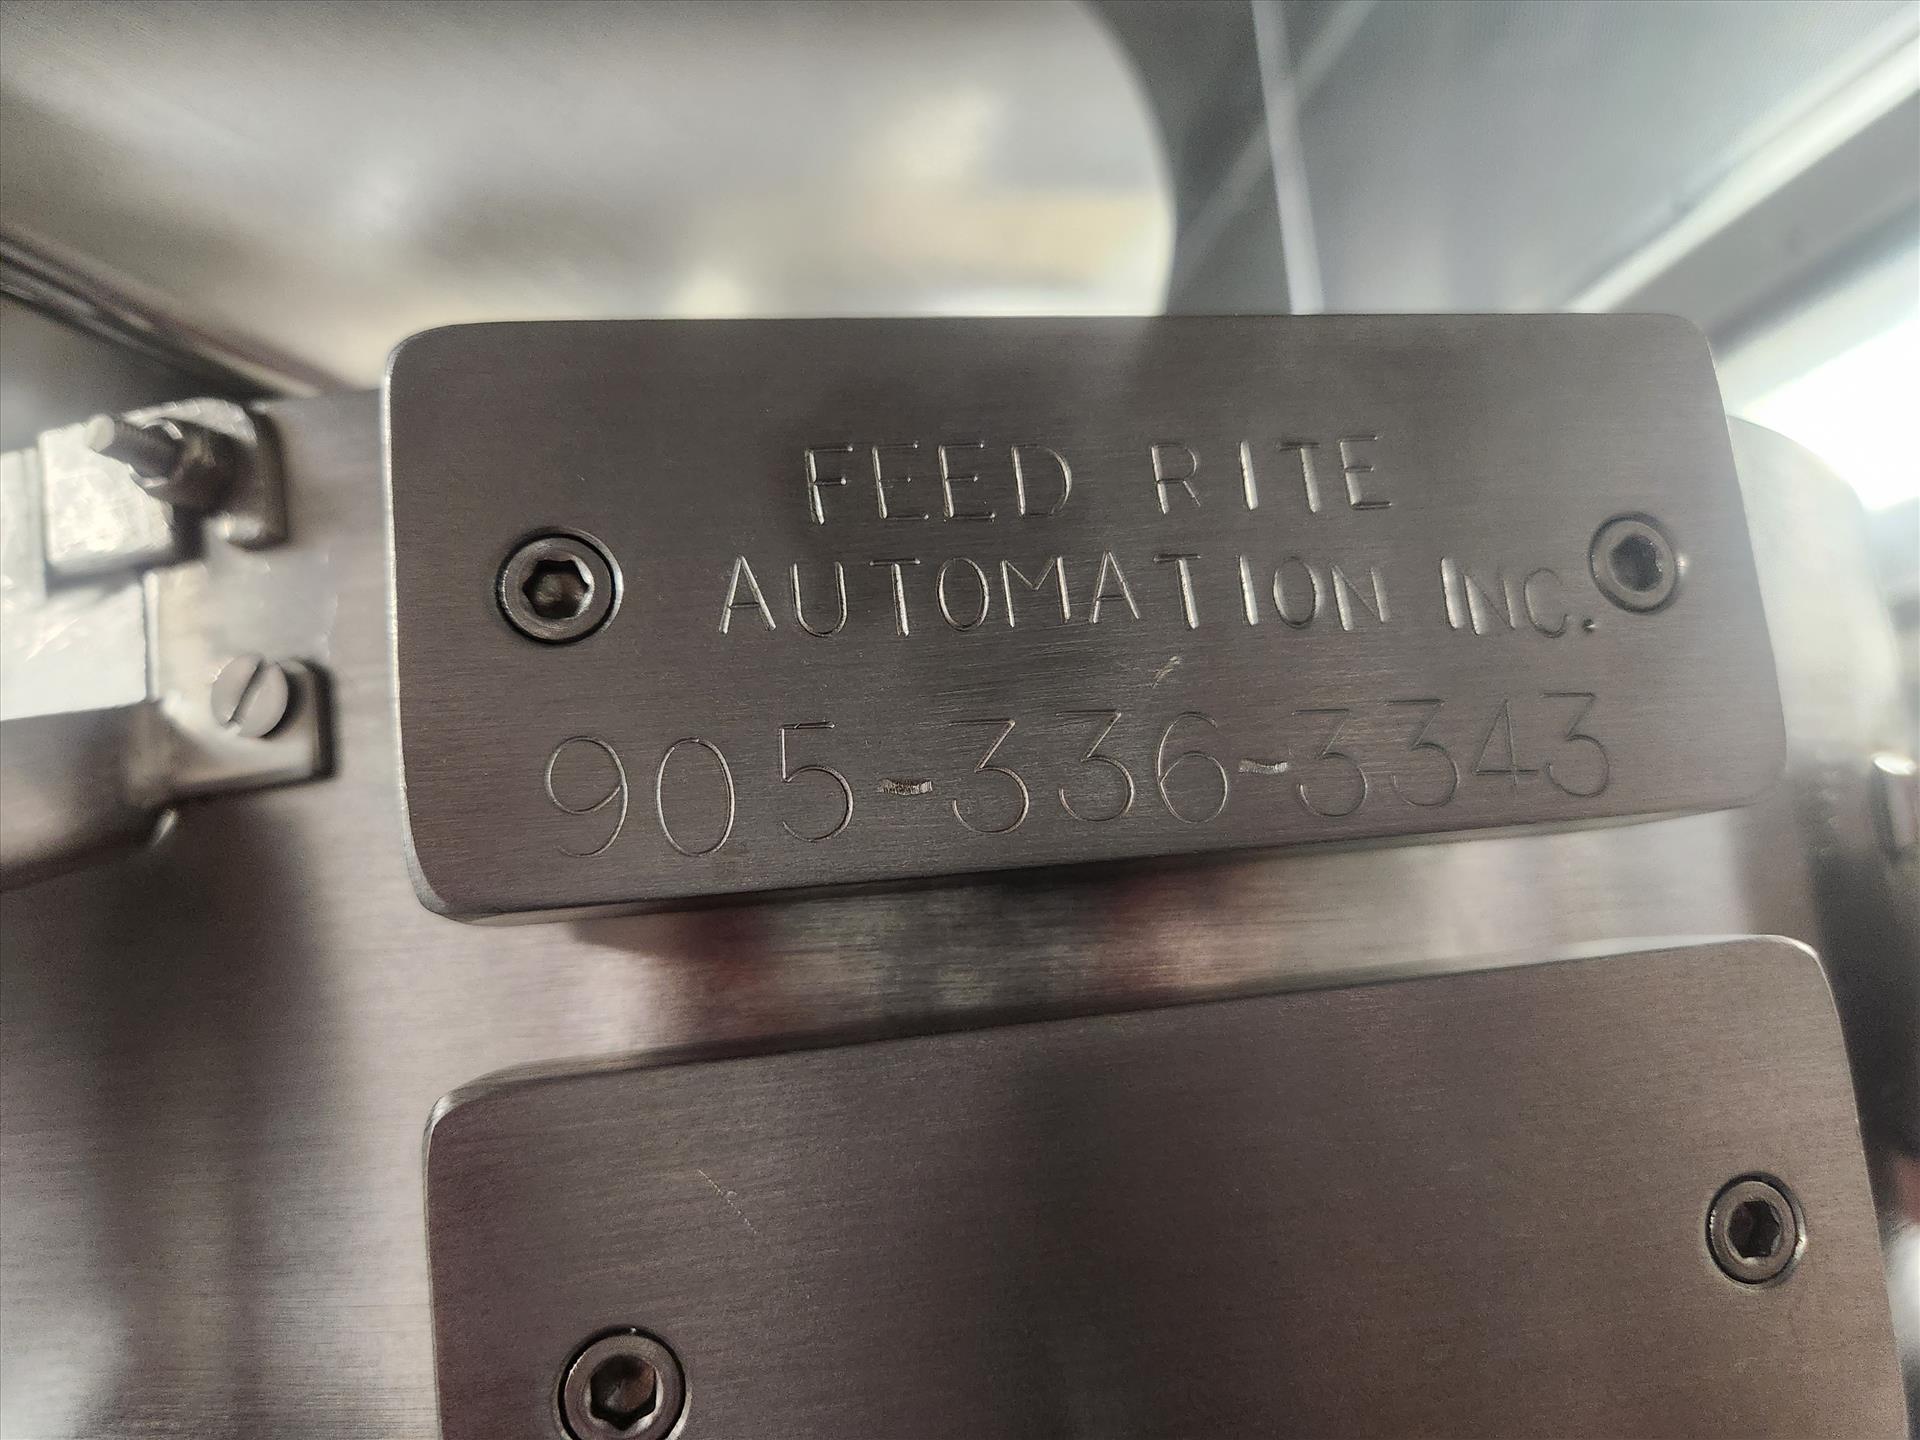 FEED RITE
AUTOMATION INC.
905-336-3343